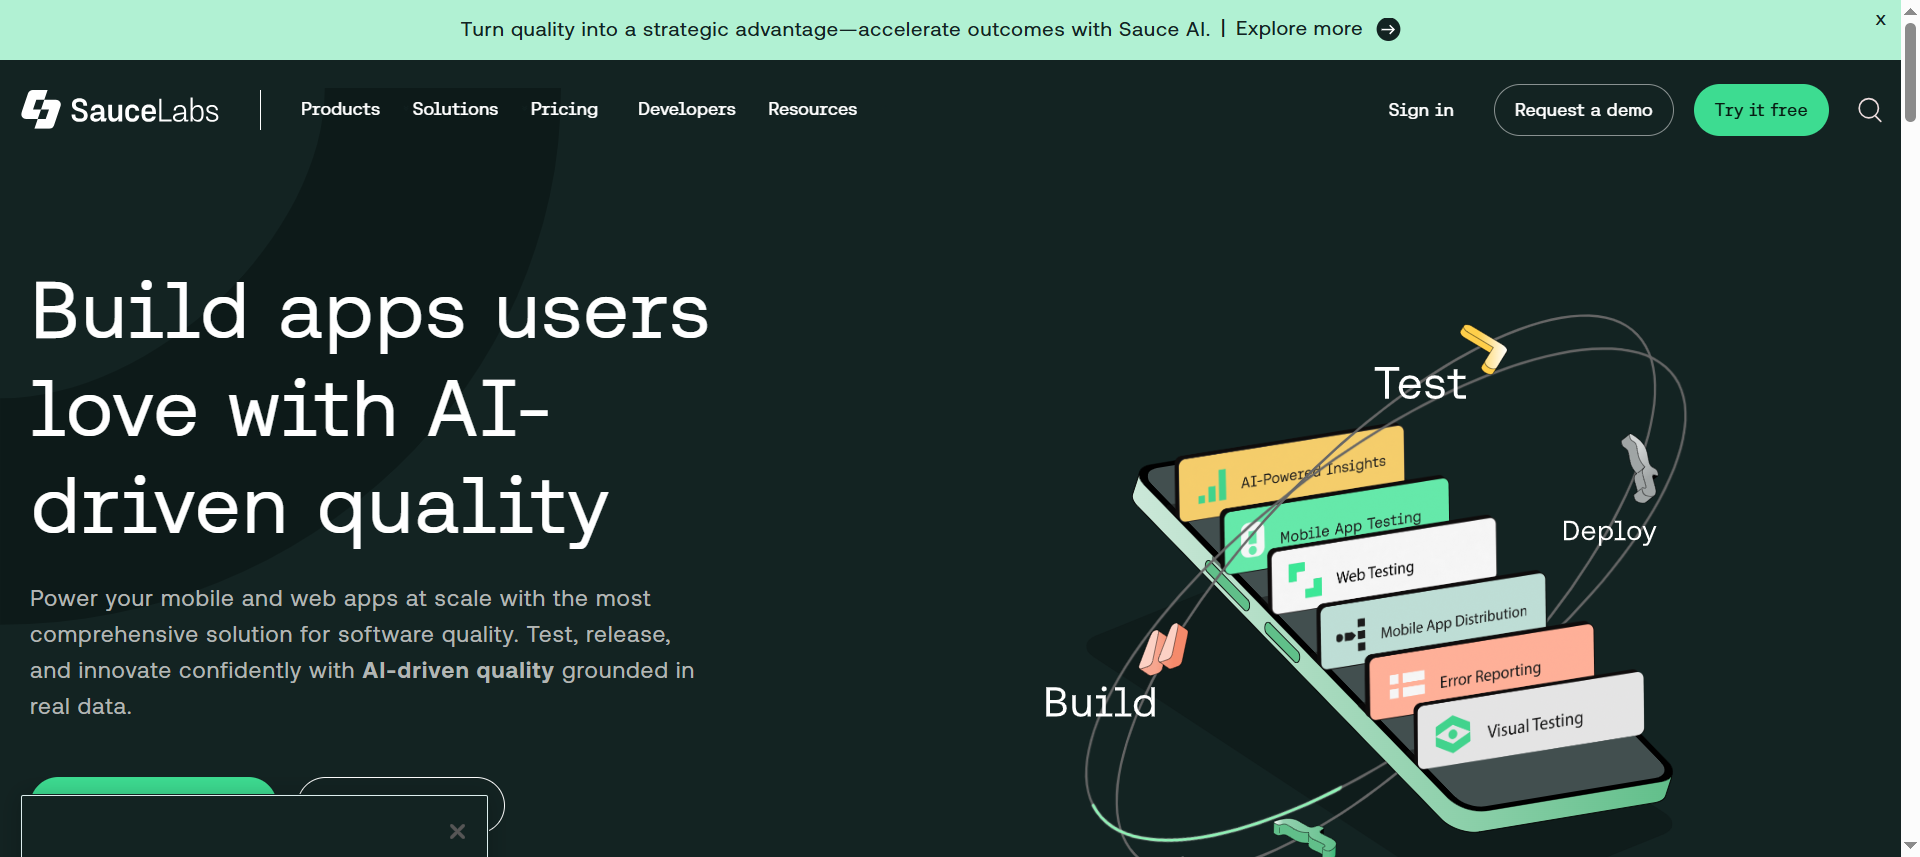 Turn quality into a strategic advantage—accelerate outcomes with Sauce AI. | Explore more
x
SauceLabs
Products Solutions Pricing Developers Resources
Sign in Request a demo Try it free
Build apps users
love with AI-
driven quality
Power your mobile and web apps at scale with the most
comprehensive solution for software quality. Test, release,
and innovate confidently with AI-driven quality grounded in
real data.
Test
AI-Powered Insights
Mobile App Testing
Web Testing
Mobile App Distribution
Error Reporting
Visual Testing
Deploy
Build